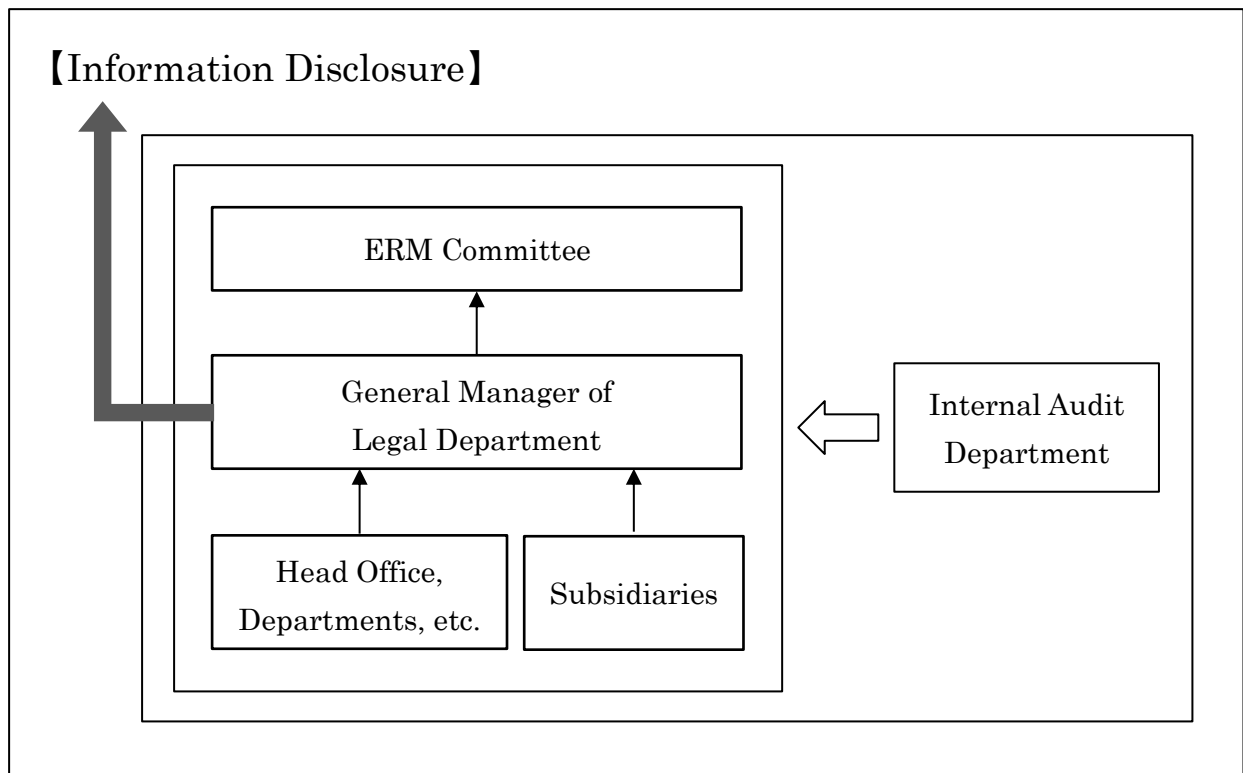 【Information Disclosure】
ERM Committee
General Manager of
Legal Department
Internal Audit
Department
Head Office,
Departments, etc.
Subsidiaries